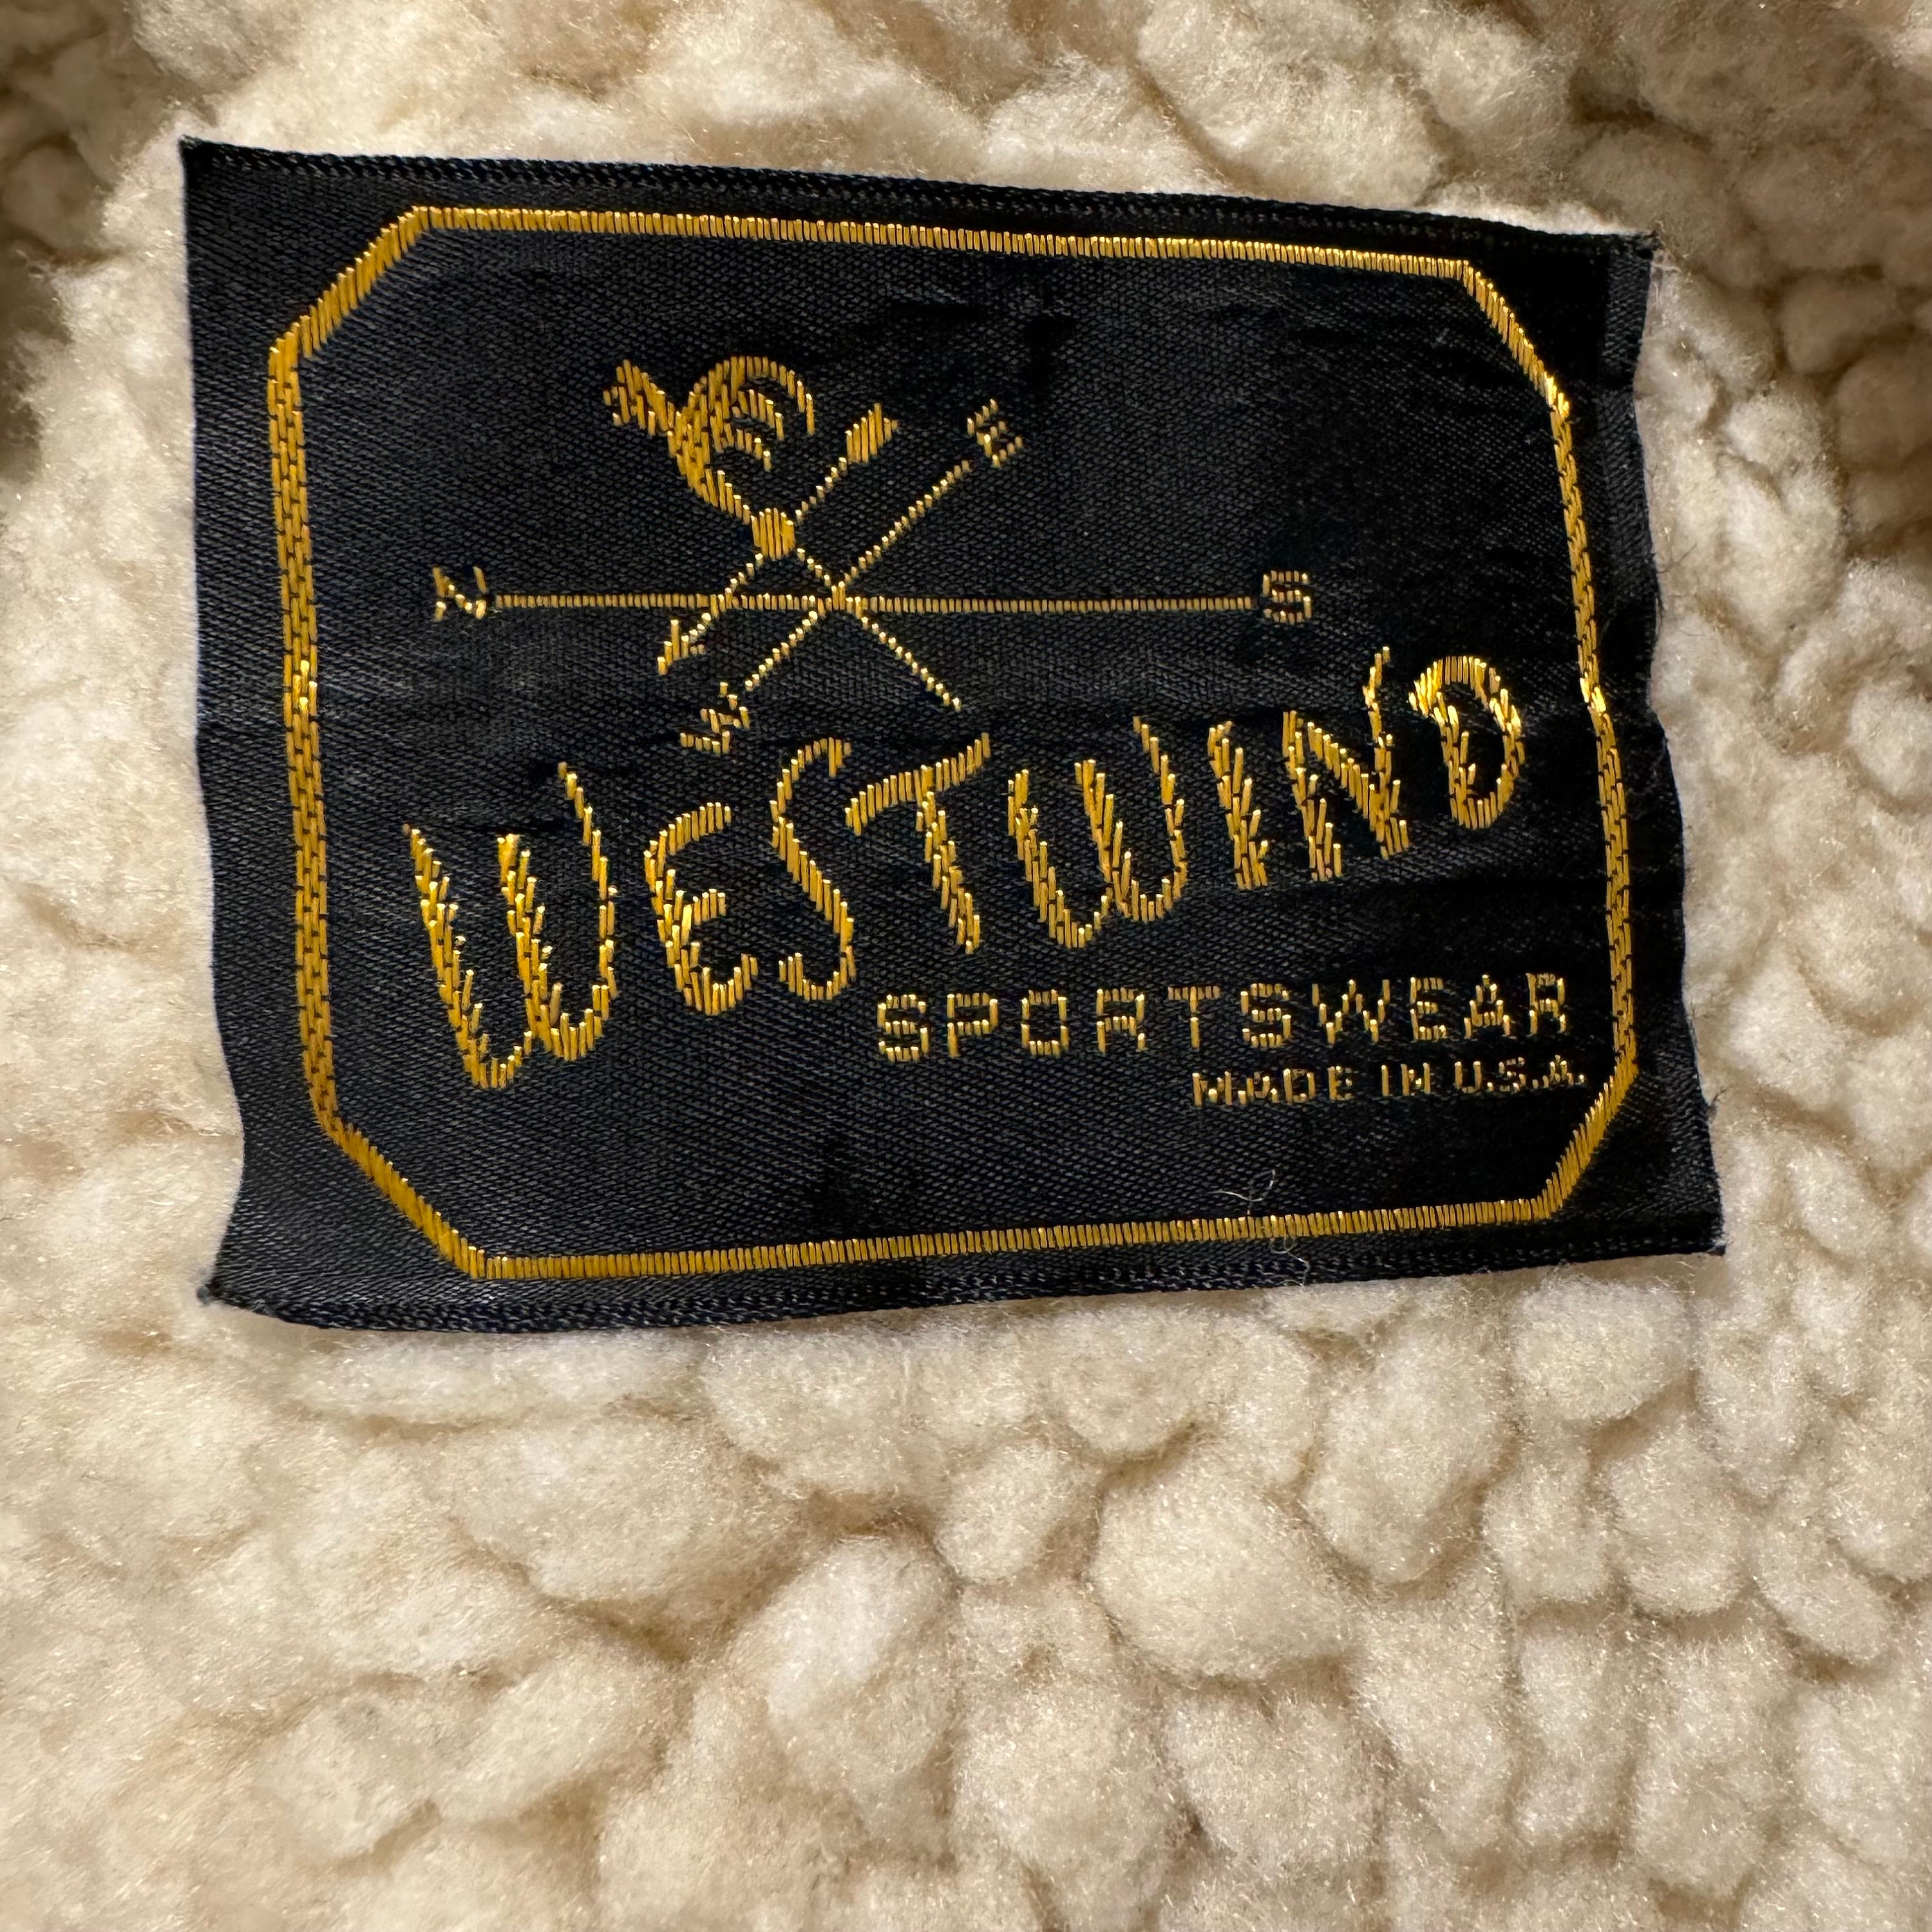 E
N S
W
WESTWIND
SPORTSWEAR
MADE IN U.S.A.